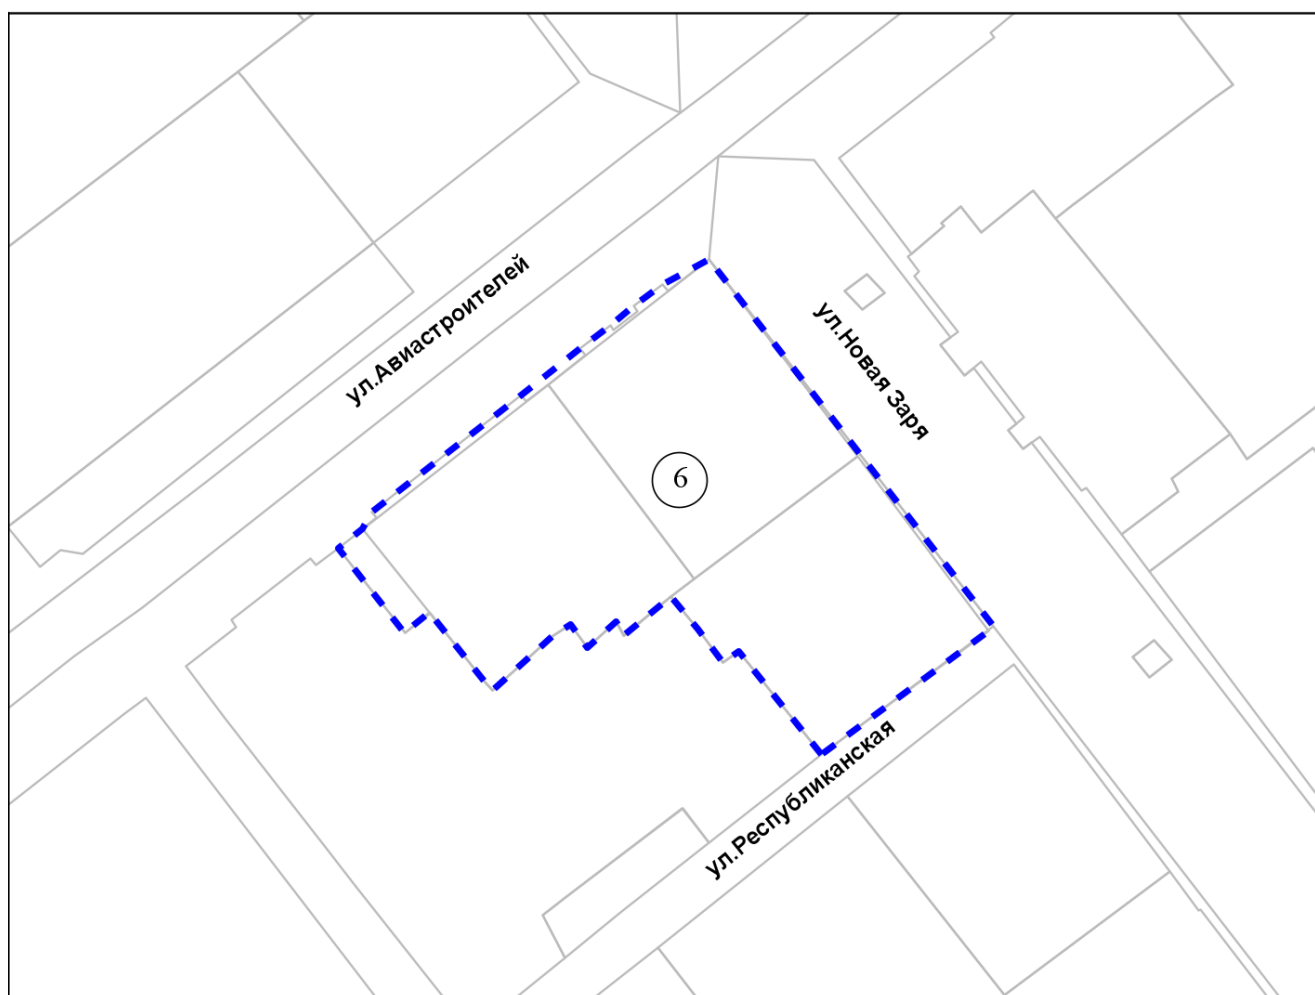 ул.Авиастроителей
ул.Новая Заря
6
ул.Республиканская